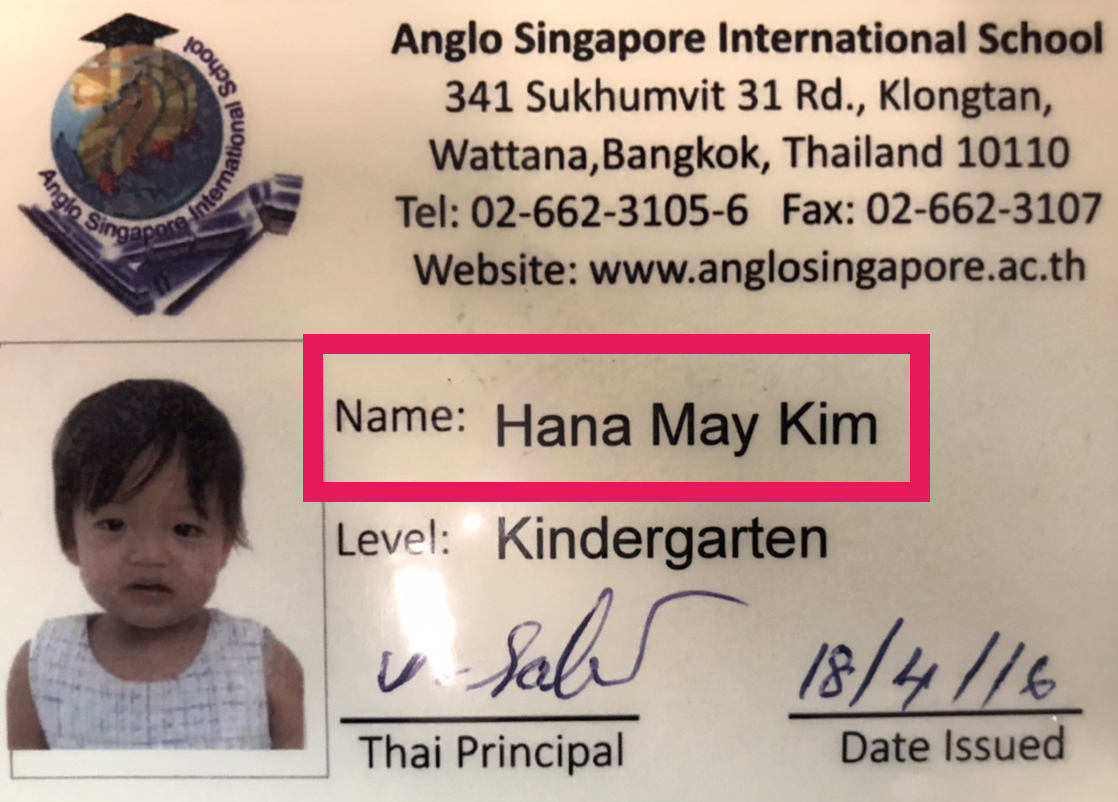 Anglo Singapore International School
Anglo Singapore International School
341 Sukhumvit 31 Rd., Klongtan,
Wattana,Bangkok, Thailand 10110
Tel: 02-662-3105-6 Fax: 02-662-3107
Website: www.anglosingapore.ac.th
Name: Hana May Kim
Level: Kindergarten
18/4/16
Thai Principal
Date Issued